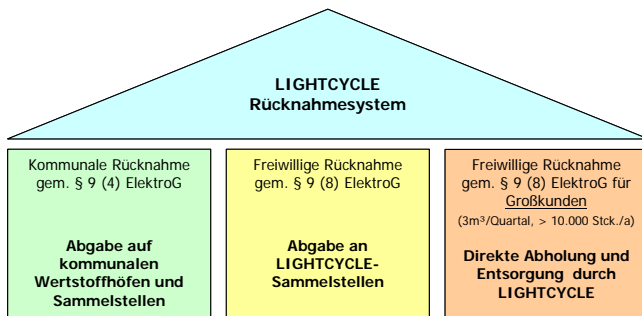 LIGHTCYCLE
Rücknahmesystem
Kommunale Rücknahme
gem. § 9 (4) ElektroG
Abgabe auf
kommunalen
Wertstoffhöfen und
Sammelstellen
Freiwillige Rücknahme
gem. § 9 (8) ElektroG
Abgabe an
LIGHTCYCLE-
Sammelstellen
Freiwillige Rücknahme
gem. § 9 (8) ElektroG für
Großkunden
(3m³/Quartal, > 10.000 Stck./a)
Direkte Abholung und
Entsorgung durch
LIGHTCYCLE